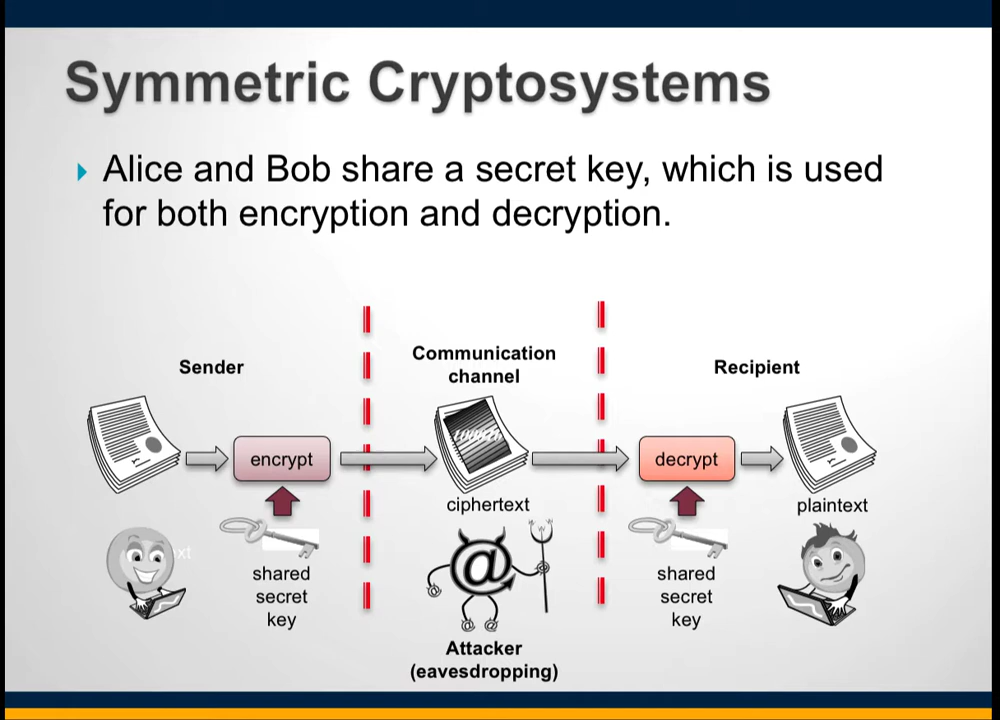 Symmetric Cryptosystems
Alice and Bob share a secret key, which is used
for both encryption and decryption.
Sender
Communication
channel
Recipient
encrypt
decrypt
ciphertext
plaintext
shared
secret
key
shared
secret
key
@
Attacker
(eavesdropping)